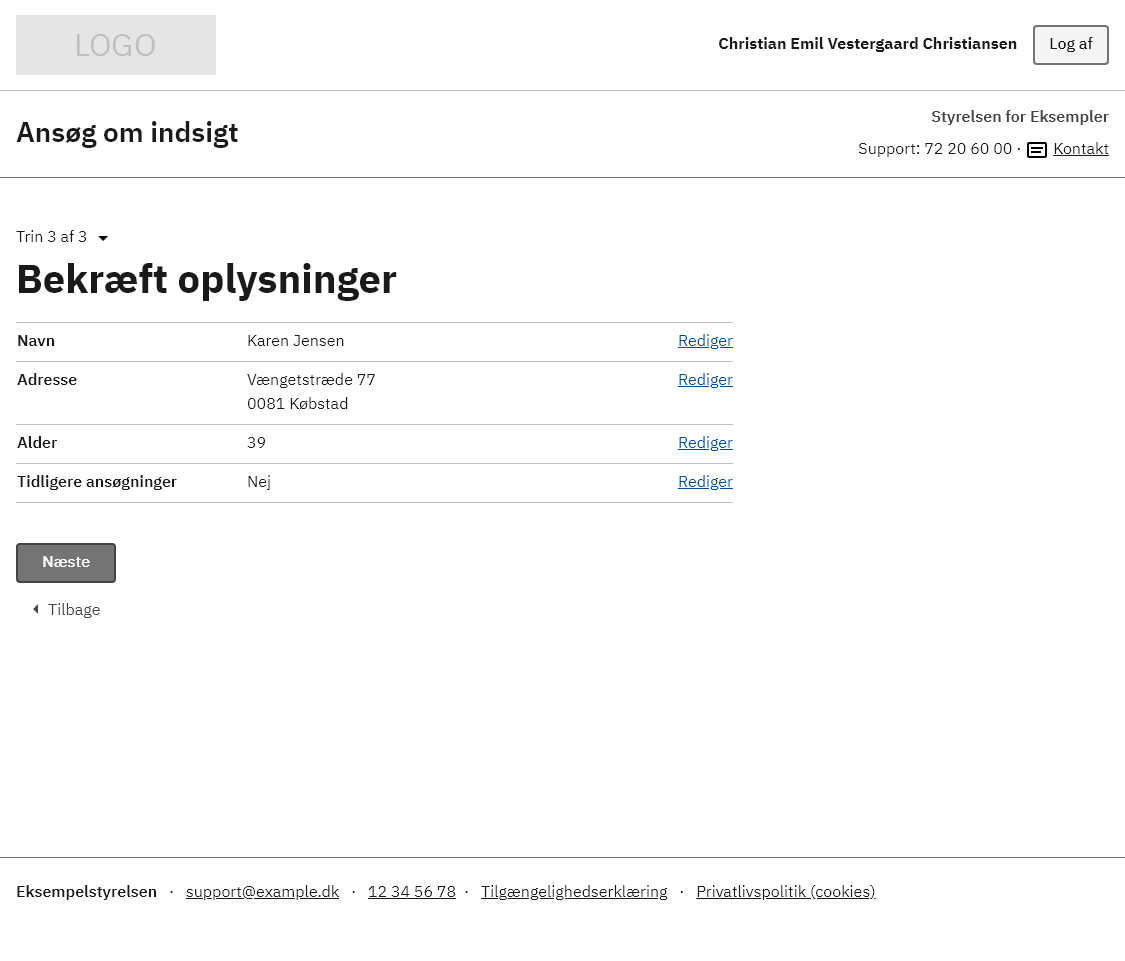 LOGO
Christian Emil Vestergaard Christiansen
Log af
Ansøg om indsigt
Styrelsen for Eksempler
Support: 72 20 60 00 · Kontakt
Trin 3 af 3
Bekræft oplysninger
Navn Karen Jensen Rediger
Adresse Vængetstræde 77 Rediger
0081 Købstad
Alder 39 Rediger
Tidligere ansøgninger Nej Rediger
Næste
Tilbage
Eksempelstyrelsen · support@example.dk · 12 34 56 78 · Tilgængelighedserklæring · Privatlivspolitik (cookies)